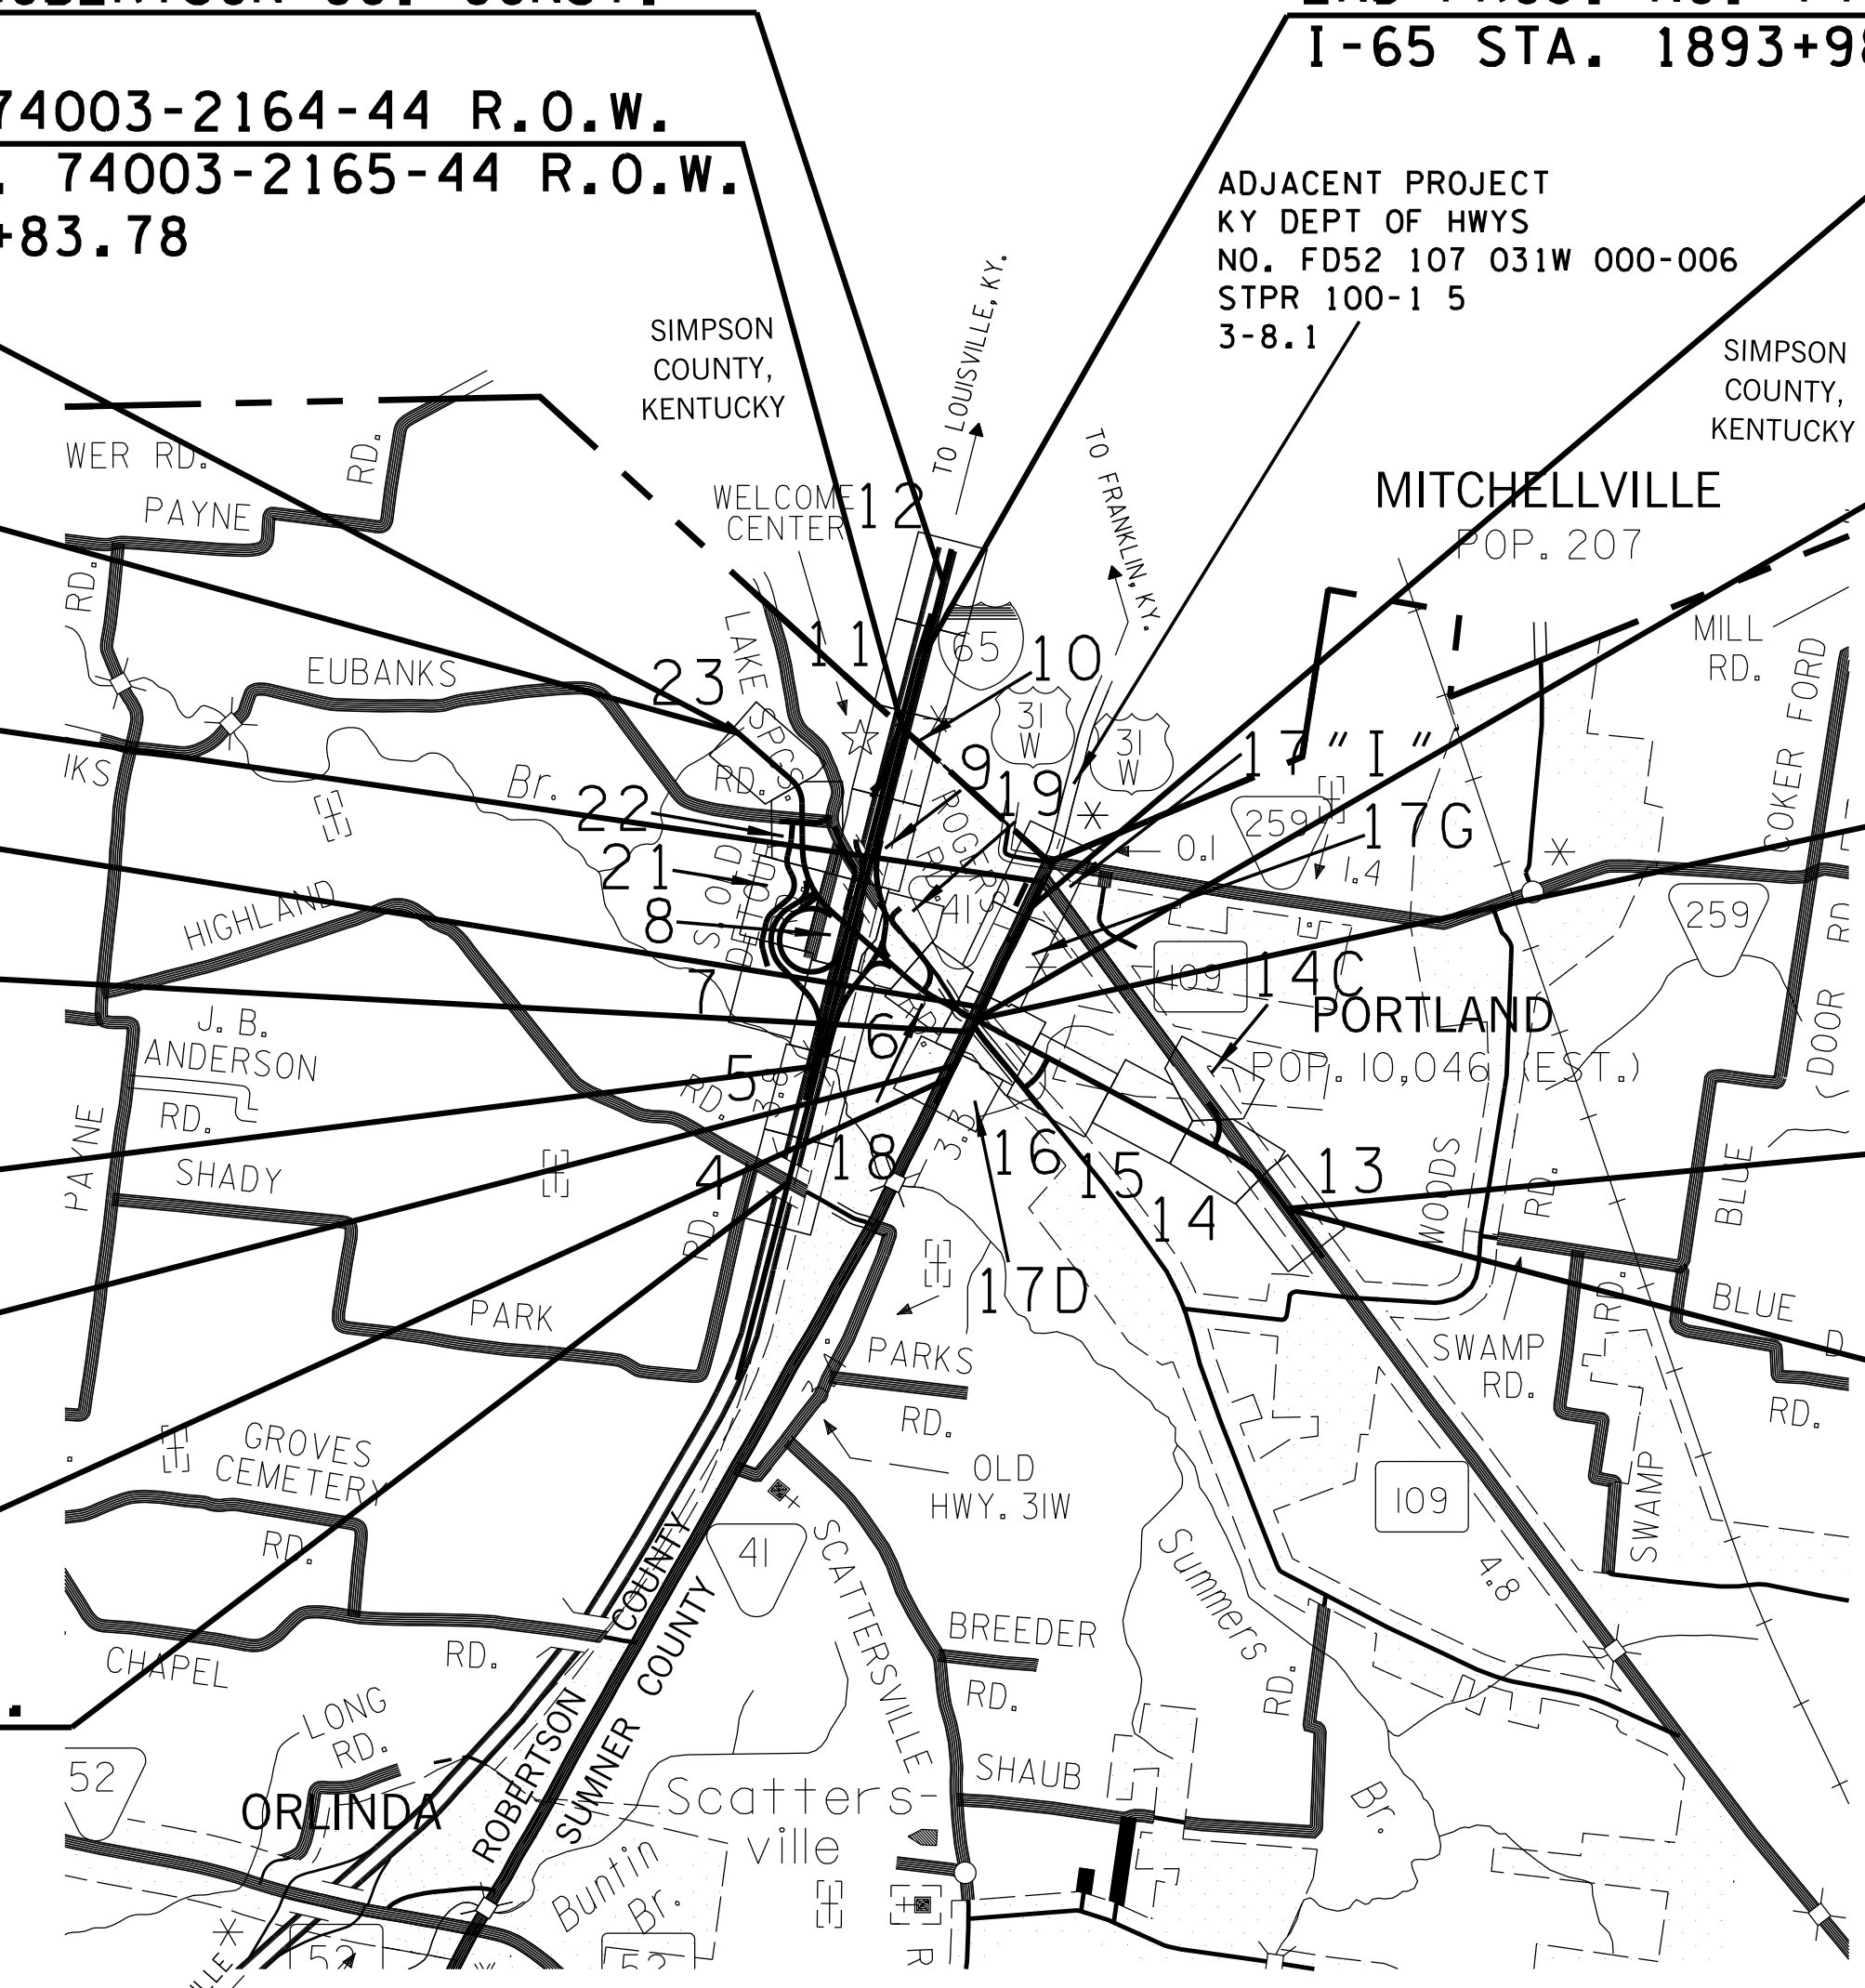 I-65 STA. 1893+98
74003-2164-44 R.O.W.
. 74003-2165-44 R.O.W.
+83.78
ADJACENT PROJECT
KY DEPT OF HWYS
NO. FD52 107 031W 000-006
STPR 100-1 5
3-8.1
SIMPSON
COUNTY,
KENTUCKY
TO LOUISVILLE, KY.
TO FRANKLIN, KY.
SIMPSON
COUNTY,
KENTUCKY
MITCHELLVILLE
POP. 207
WER RD.
RD.
PAYNE
WELCOME
CENTER
12
RD.
LAKE SPGS.
RD.
11
65
10
MILL
RD.
COKER FORD
RD
EUBANKS
23
31
W
31
W
17"I"
IKS
Br.
9
19
22
ROGERS
259
17G
0.1
1.4
21
S OLD
DETOUR
41
259
HIGHLAND
8
109
14C
7
PORTLAND
POP. 10,046 (EST.)
J. B.
ANDERSON
RD.
6
5
RD.
3.8
DOOR
PAYNE
SHADY
4
18
3.B
16
15
14
13
WOODS
RD.
BLUE
RD.
17D
PARK
PARKS
RD.
SWAMP
RD.
RD.
BLUE D
RD.
GROVES
CEMETERY
RD.
OLD
HWY. 31W
109
SWAMP
41
SCATTERSVILLE
Summers
4.8
COUNTY
COUNTY
BREEDER
RD.
CHAPEL
RD.
RD.
LONG
RD.
ROBERTSON
SUMNER
52
ORLINDA
Scatters-
ville
SHAUB
Br.
Buntin
Br.
52
52
R